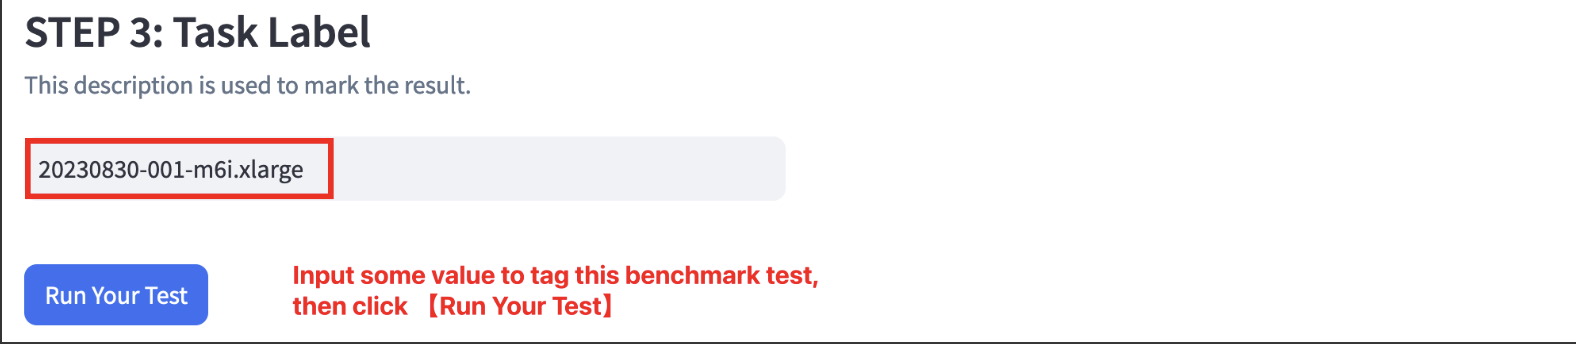 STEP 3: Task Label
This description is used to mark the result.
20230830-001-m6i.xlarge
Input some value to tag this benchmark test,
then click 【Run Your Test】
Run Your Test